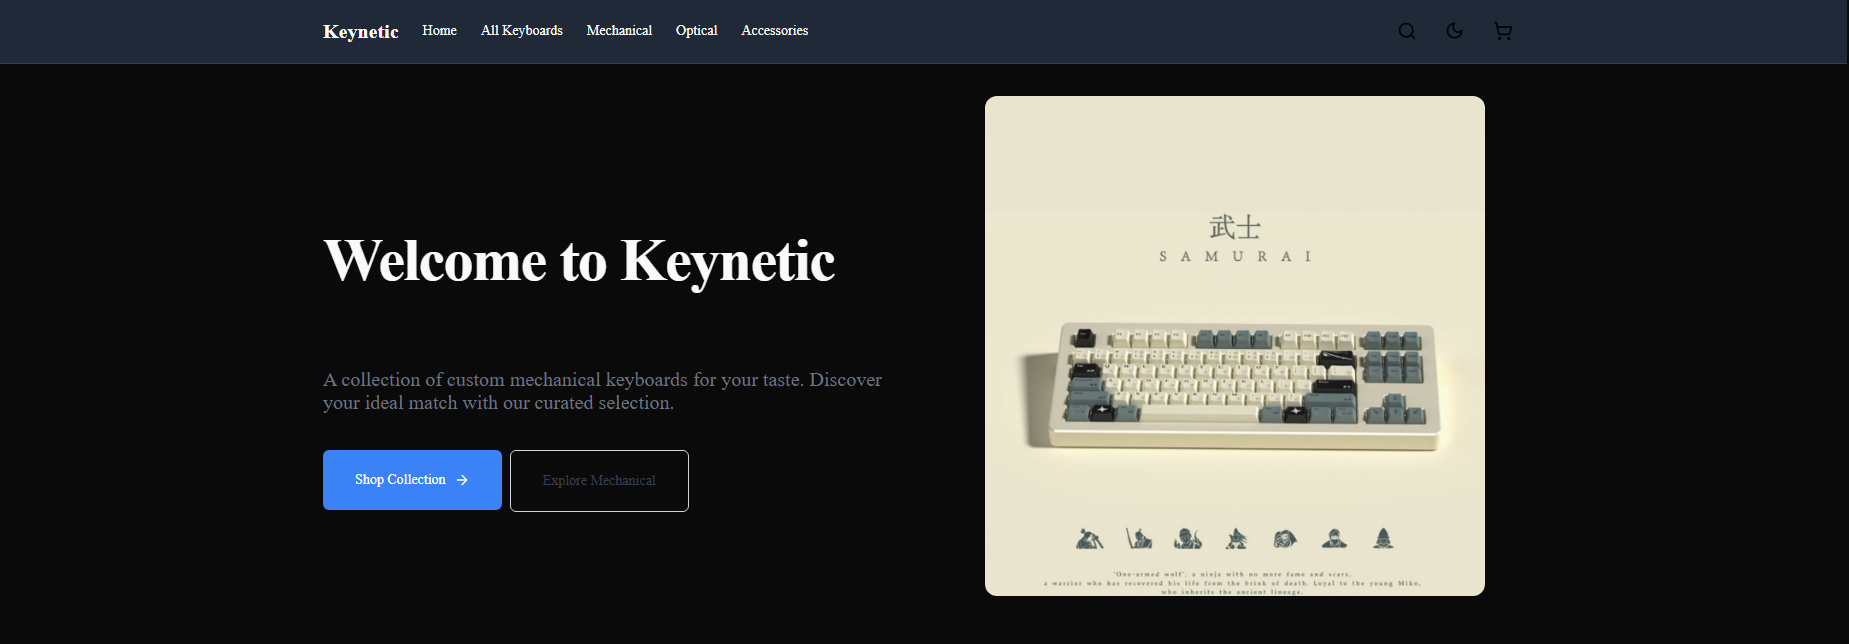 Keynetic Home All Keyboards Mechanical Optical Accessories
Welcome to Keynetic
A collection of custom mechanical keyboards for your taste. Discover
your ideal match with our curated selection.
Shop Collection Explore Mechanical
武士
SAMURAI
'One-armed wolf', a ninja with no more fame and scars,
a warrior who has recovered his life from the brink of death. Loyal to the young Miko,
who inherits the ancient lineage.